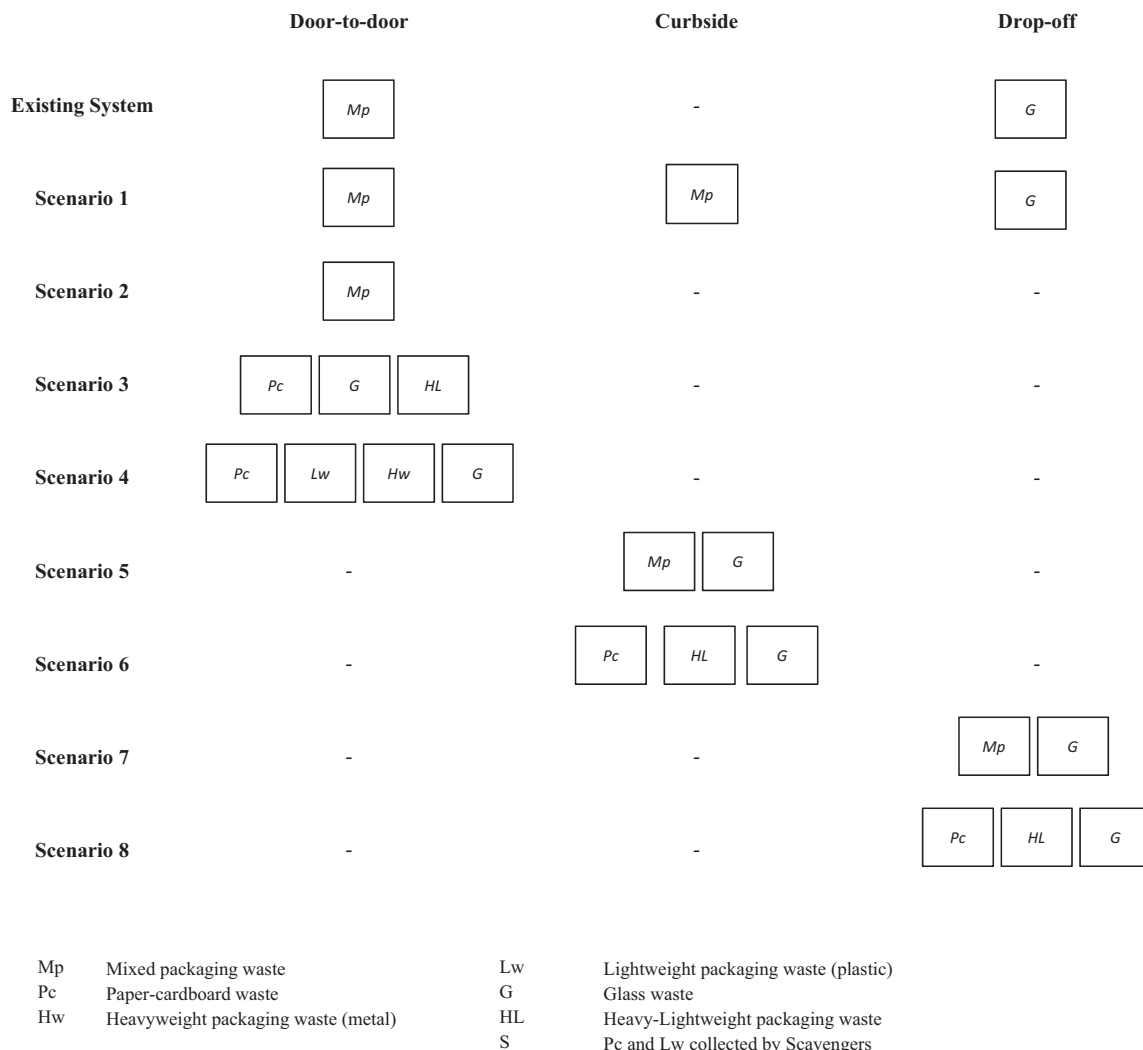 Door-to-door Curbside Drop-off
Existing System Mp - G
Scenario 1 Mp Mp G
Scenario 2 Mp - -
Scenario 3 Pc G HL - -
Scenario 4 Pc Lw Hw G - -
Scenario 5 - Mp G -
Scenario 6 - Pc HL G -
Scenario 7 - - Mp G
Scenario 8 - - Pc HL G
Mp Mixed packaging waste Lw Lightweight packaging waste (plastic)
Pc Paper-cardboard waste G Glass waste
Hw Heavyweight packaging waste (metal) HL Heavy-Lightweight packaging waste
S Pc and Lw collected by Scavengers